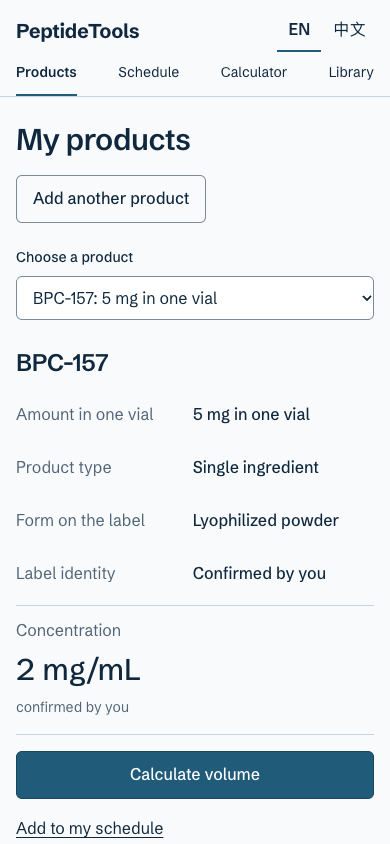 PeptideTools
EN 中文
Products Schedule Calculator Library
My products
Add another product
Choose a product
BPC-157: 5 mg in one vial
BPC-157
Amount in one vial 5 mg in one vial
Product type Single ingredient
Form on the label Lyophilized powder
Label identity Confirmed by you
Concentration
2 mg/mL
confirmed by you
Calculate volume
Add to my schedule